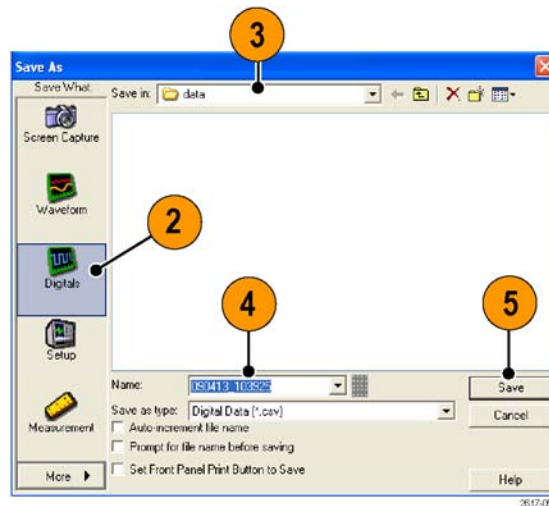 3
Save As
Save What:
Save in: data
Screen Capture
Waveform
2
Digitals
4
5
Setup
Name: 090413_103925
Save
Save as type: Digital Data (*.csv)
Cancel
Measurement
Auto-increment file name
Prompt for file name before saving
Set Front Panel Print Button to Save
More
Help